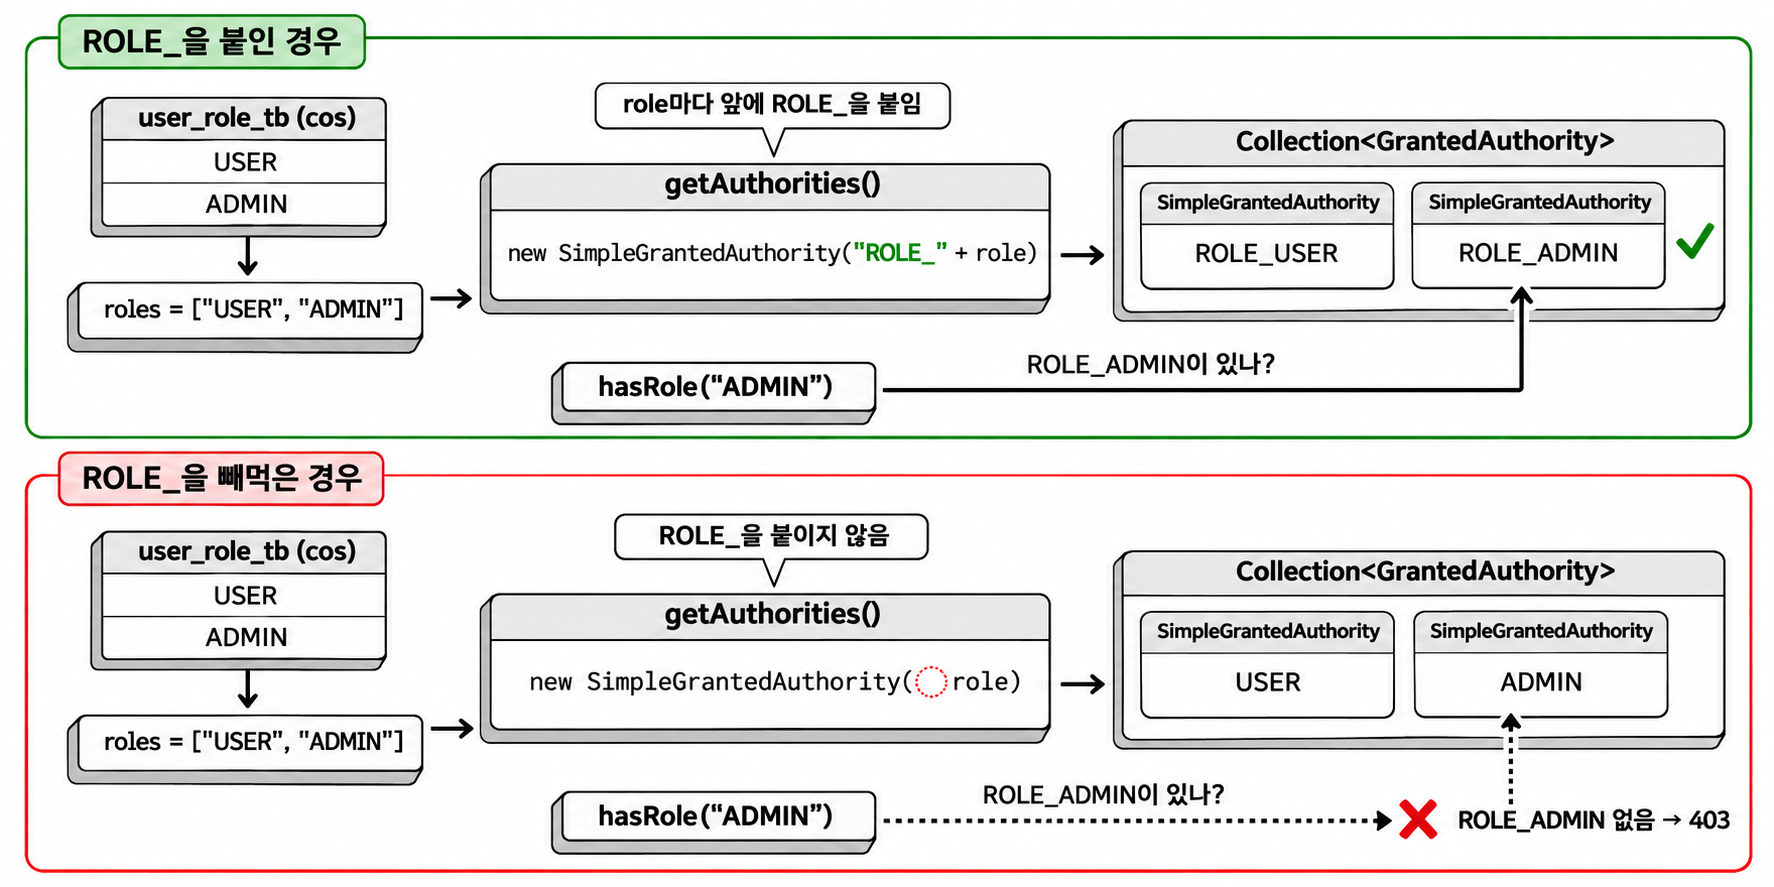 ROLE_을 붙인 경우
user_role_tb (cos)
USER
ADMIN
roles = ["USER", "ADMIN"]
role마다 앞에 ROLE_을 붙임
getAuthorities()
new SimpleGrantedAuthority("ROLE_" + role)
Collection<GrantedAuthority>
SimpleGrantedAuthority
ROLE_USER
SimpleGrantedAuthority
ROLE_ADMIN
hasRole(“ADMIN”)
ROLE_ADMIN이 있나?
ROLE_을 빼먹은 경우
user_role_tb (cos)
USER
ADMIN
roles = ["USER", "ADMIN"]
ROLE_을 붙이지 않음
getAuthorities()
new SimpleGrantedAuthority( role)
Collection<GrantedAuthority>
SimpleGrantedAuthority
USER
SimpleGrantedAuthority
ADMIN
hasRole(“ADMIN”)
ROLE_ADMIN이 있나?
ROLE_ADMIN 없음 → 403